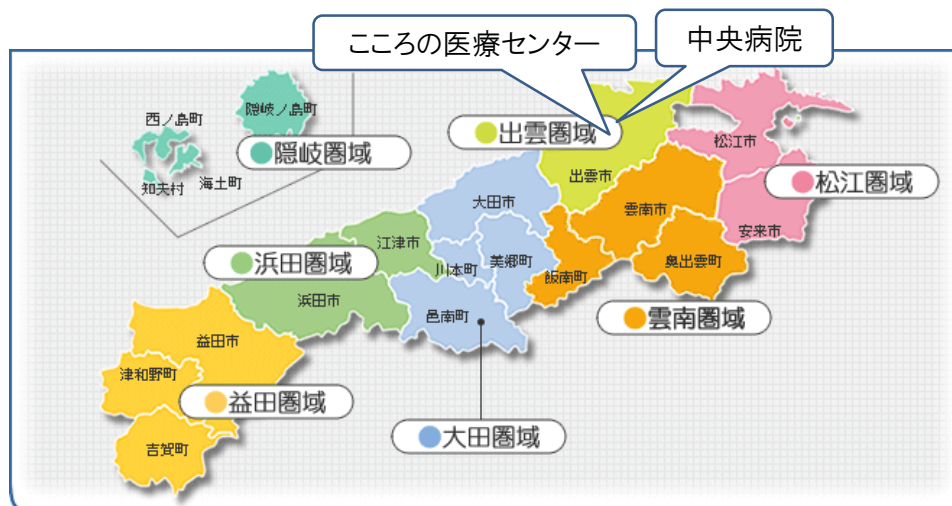 こころの医療センター
中央病院
隠岐ノ島町
西ノ島町
隠岐圏域
知夫村
海士町
出雲圏域
出雲市
松江市
松江圏域
安来市
大田市
雲南市
江津市
川本町
美郷町
飯南町
奥出雲町
浜田圏域
浜田市
邑南町
雲南圏域
益田市
津和野町
益田圏域
大田圏域
吉賀町